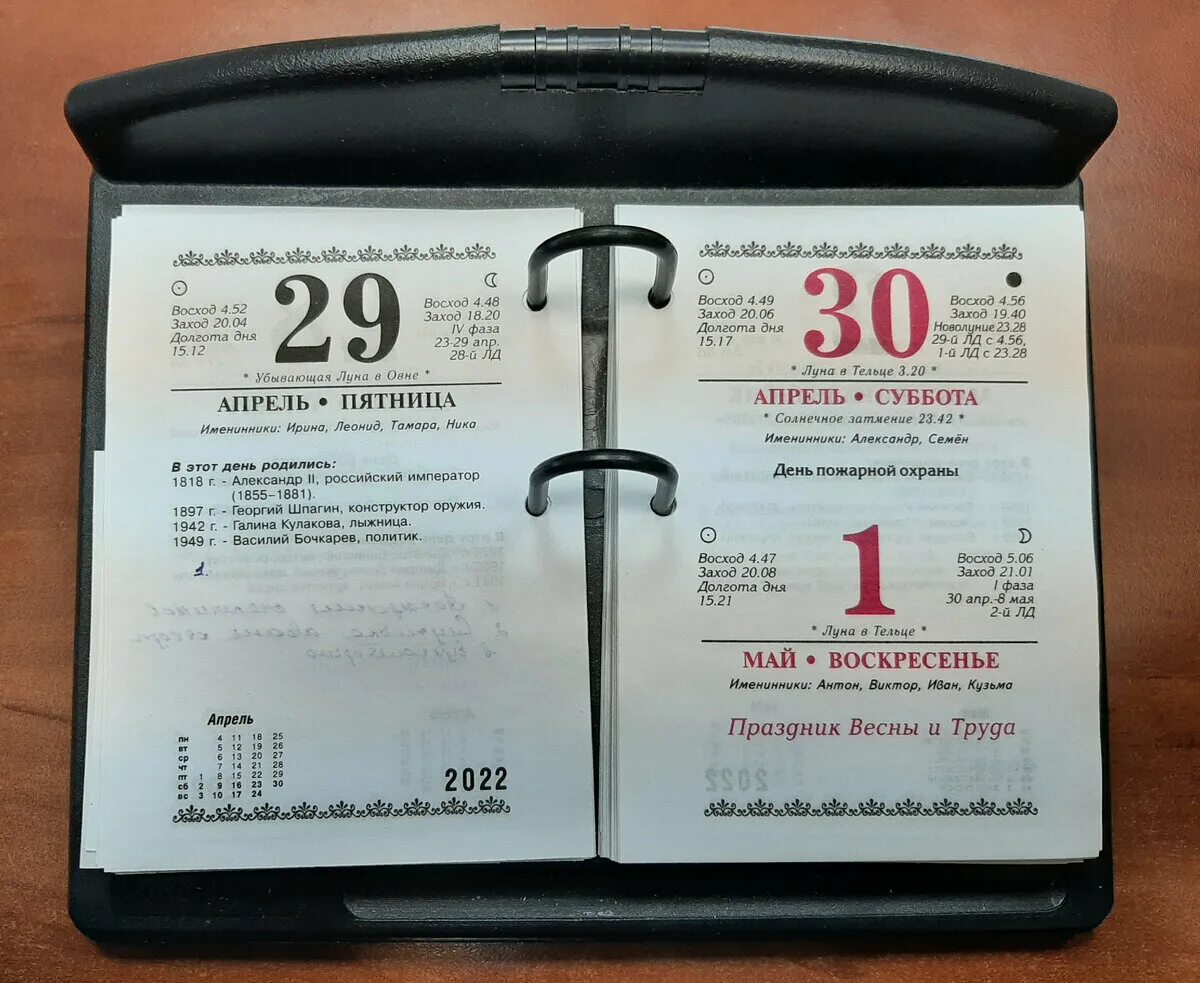 29
Восход 4.52
Заход 20.04
Долгота дня
15.12
Восход 4.48
Заход 18.20
IV фаза
23-29 апр.
28-й ЛД
* Убывающая Луна в Овне *
АПРЕЛЬ • ПЯТНИЦА
Именинники: Ирина, Леонид, Тамара, Ника
В этот день родились:
1818 г. - Александр II, российский император
(1855–1881).
1897 г. - Георгий Шпагин, конструктор оружия.
1942 г. - Галина Кулакова, лыжница.
1949 г. - Василий Бочкарев, политик.
1.
Апрель
пн 4 11 18 25
вт 5 12 19 26
ср 6 13 20 27
чт 7 14 21 28
пт 1 8 15 22 29
сб 2 9 16 23 30
вс 3 10 17 24
2022
30
Восход 4.49
Заход 20.06
Долгота дня
15.17
Восход 4.56
Заход 19.40
Новолуние 23.28
29-й ЛД с 4.56,
1-й ЛД с 23.28
* Луна в Тельце 3.20 *
АПРЕЛЬ • СУББОТА
* Солнечное затмение 23.42 *
Именинники: Александр, Семён
День пожарной охраны
1
Восход 4.47
Заход 20.08
Долгота дня
15.21
Восход 5.06
Заход 21.01
I фаза
30 апр.-8 мая
2-й ЛД
* Луна в Тельце *
МАЙ • ВОСКРЕСЕНЬЕ
Именинники: Антон, Виктор, Иван, Кузьма
Праздник Весны и Труда